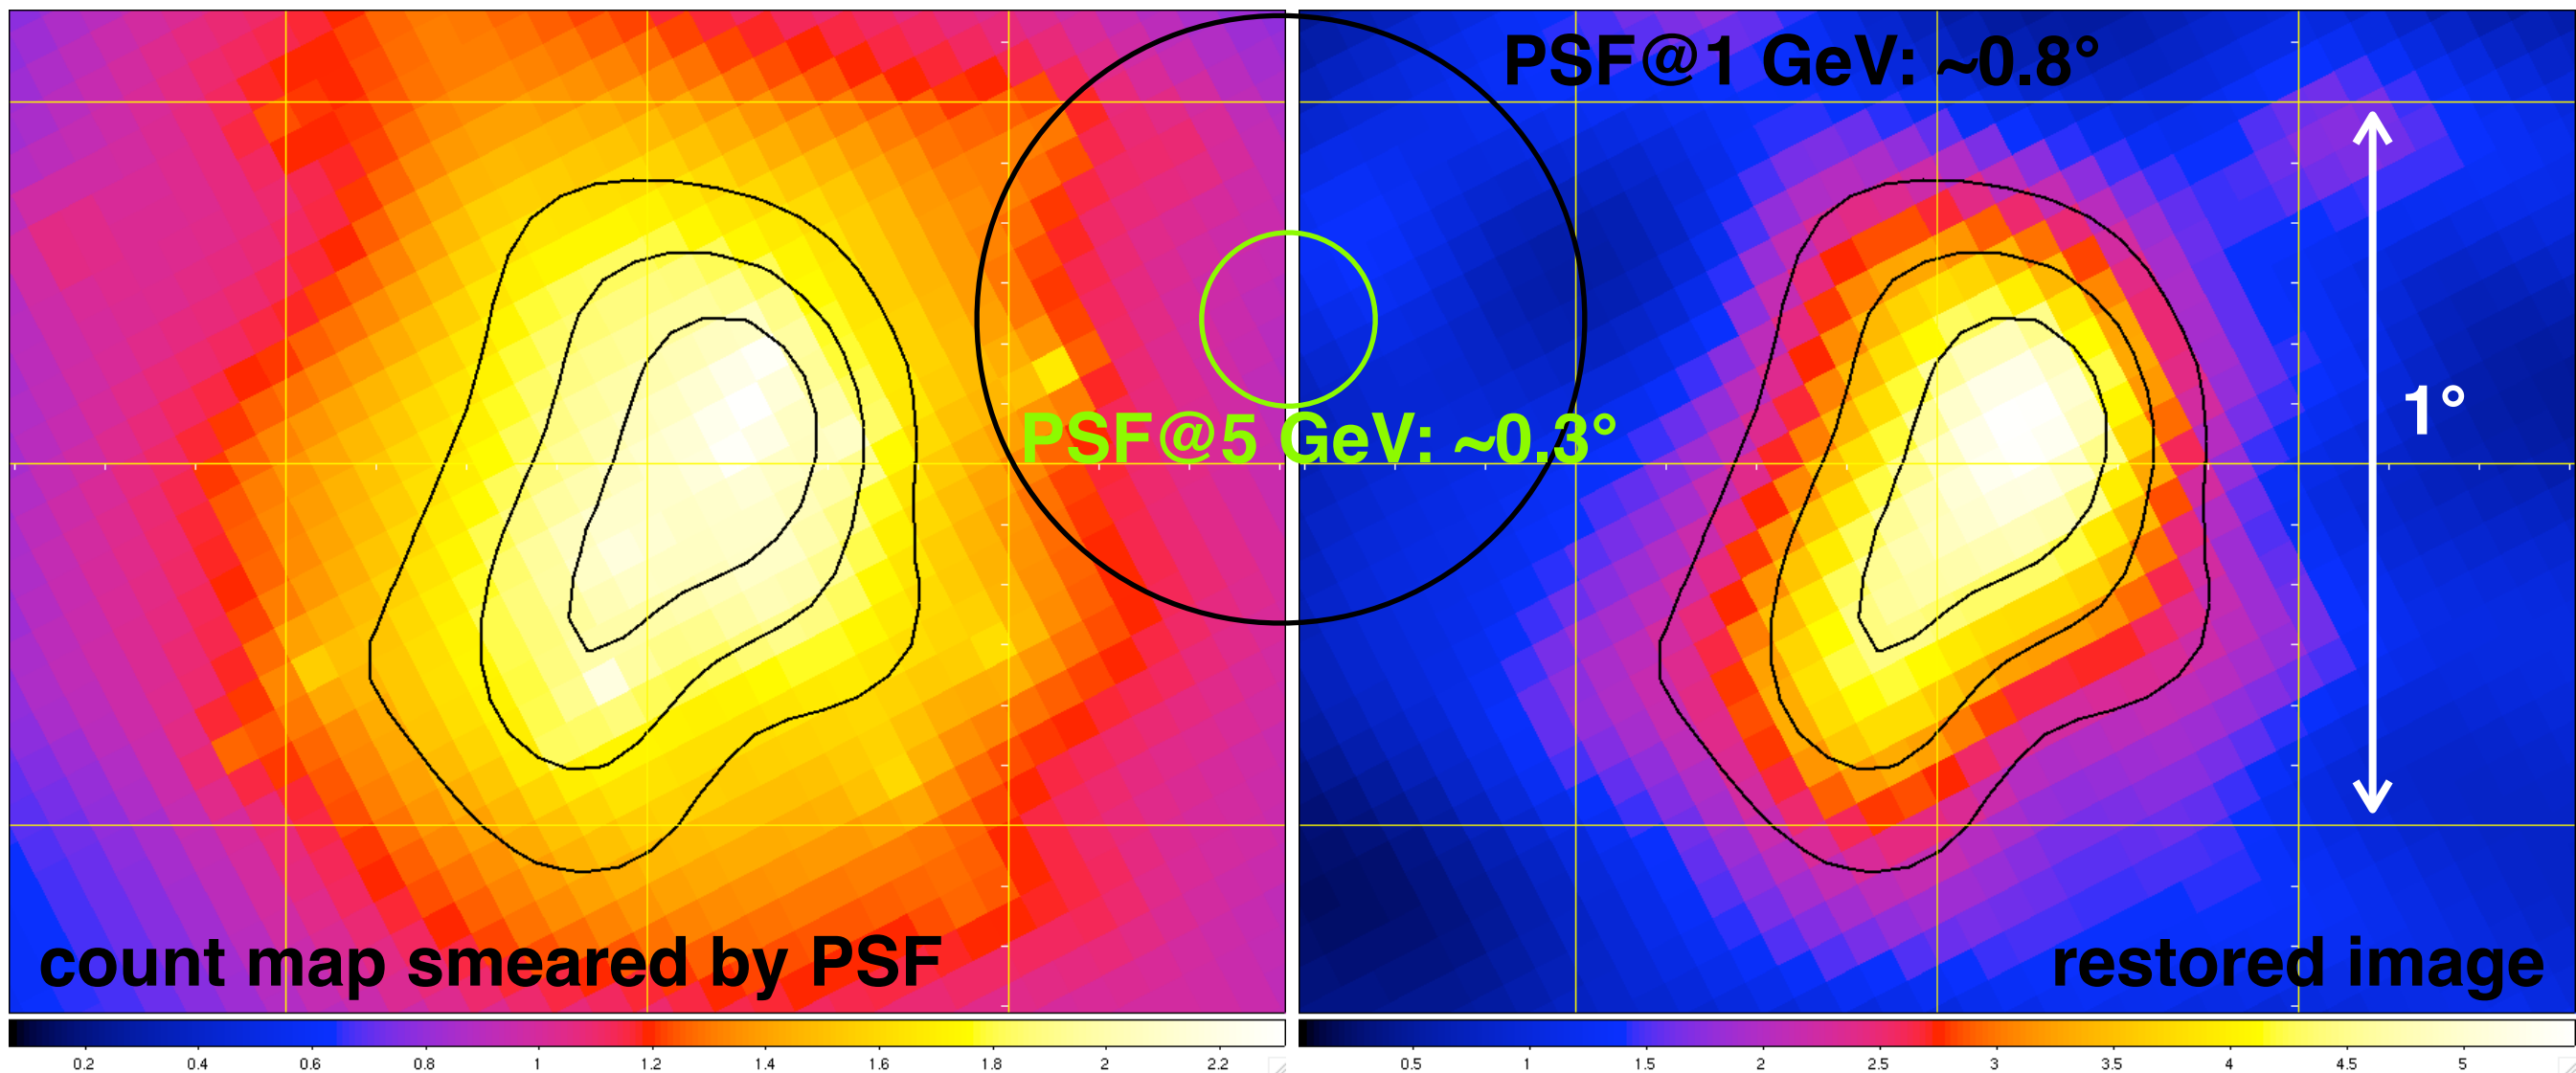 PSF@1 GeV: ~0.8°
1°
PSF@5 GeV: ~0.3°
count map smeared by PSF
restored image
0.2 0.4 0.6 0.8 1 1.2 1.4 1.6 1.8 2 2.2
0.5 1 1.5 2 2.5 3 3.5 4 4.5 5